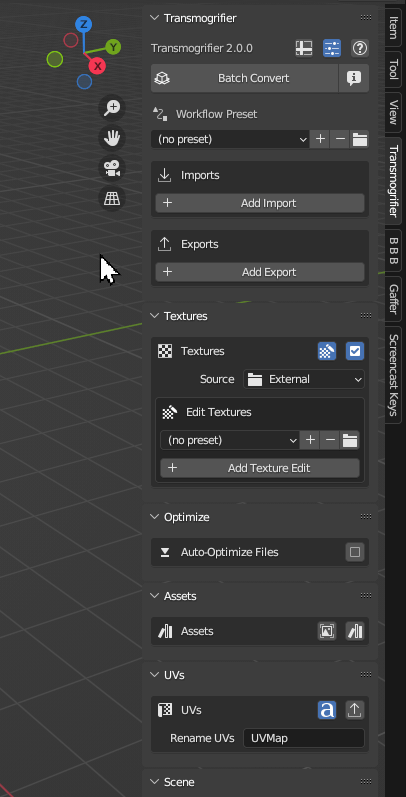 Transmogrifier
Transmogrifier 2.0.0
Batch Convert
Workflow Preset
(no preset)
Imports
Add Import
Exports
Add Export
Textures
Textures
Source External
Edit Textures
(no preset)
Add Texture Edit
Optimize
Auto-Optimize Files
Assets
Assets
UVs
UVs a
Rename UVs UVMap
Scene
Z
Y
X
Item
Tool
View
Transmogrifier
B B B
Gaffer
Screencast Keys